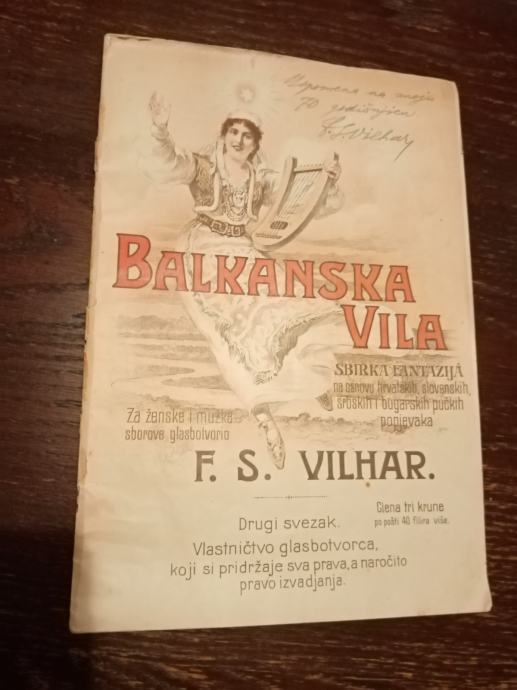 Uspomena na moju
70 godišnjicu
F. S. Vilhar
BALKANSKA
VILA
SBIRKA FANTAZIJÂ
na osnovu hrvatskih, slovenskih,
srbskih i bugarskih pučkih
popjevaka
Za ženske i mužke
sborove glasbotvorio
F. S. VILHAR.
Ciena tri krune
po pošti 40 filira više.
Drugi svezak.
Vlastničtvo glasbotvorca,
koji si pridržaje sva prava, a naročito
pravo izvadjanja.